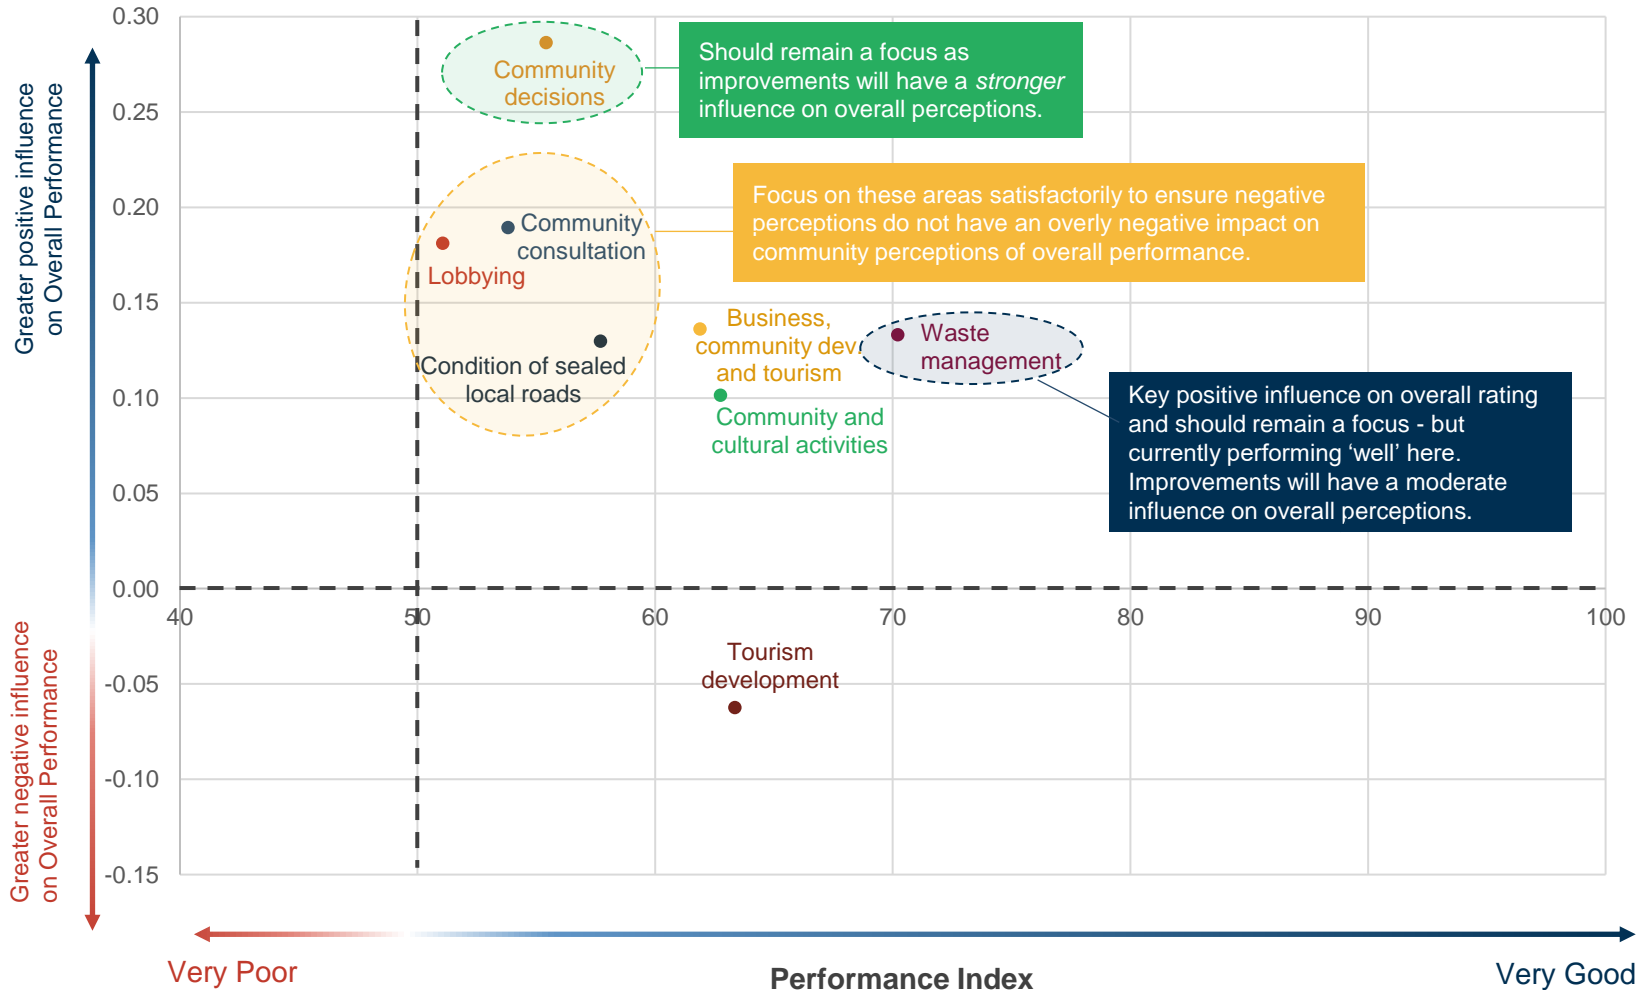 0.30
0.25
0.20
0.15
0.10
0.05
0.00
-0.05
-0.10
-0.15
40
50
60
70
80
90
100
Greater positive influence
on Overall Performance
Greater negative influence
on Overall Performance
Community
decisions
Should remain a focus as
improvements will have a stronger
influence on overall perceptions.
Focus on these areas satisfactorily to ensure negative
perceptions do not have an overly negative impact on
community perceptions of overall performance.
Community
consultation
Lobbying
Condition of sealed
local roads
Business,
community dev.
and tourism
Community and
cultural activities
Waste
management
Key positive influence on overall rating
and should remain a focus - but
currently performing ‘well’ here.
Improvements will have a moderate
influence on overall perceptions.
Tourism
development
Very Poor
Performance Index
Very Good